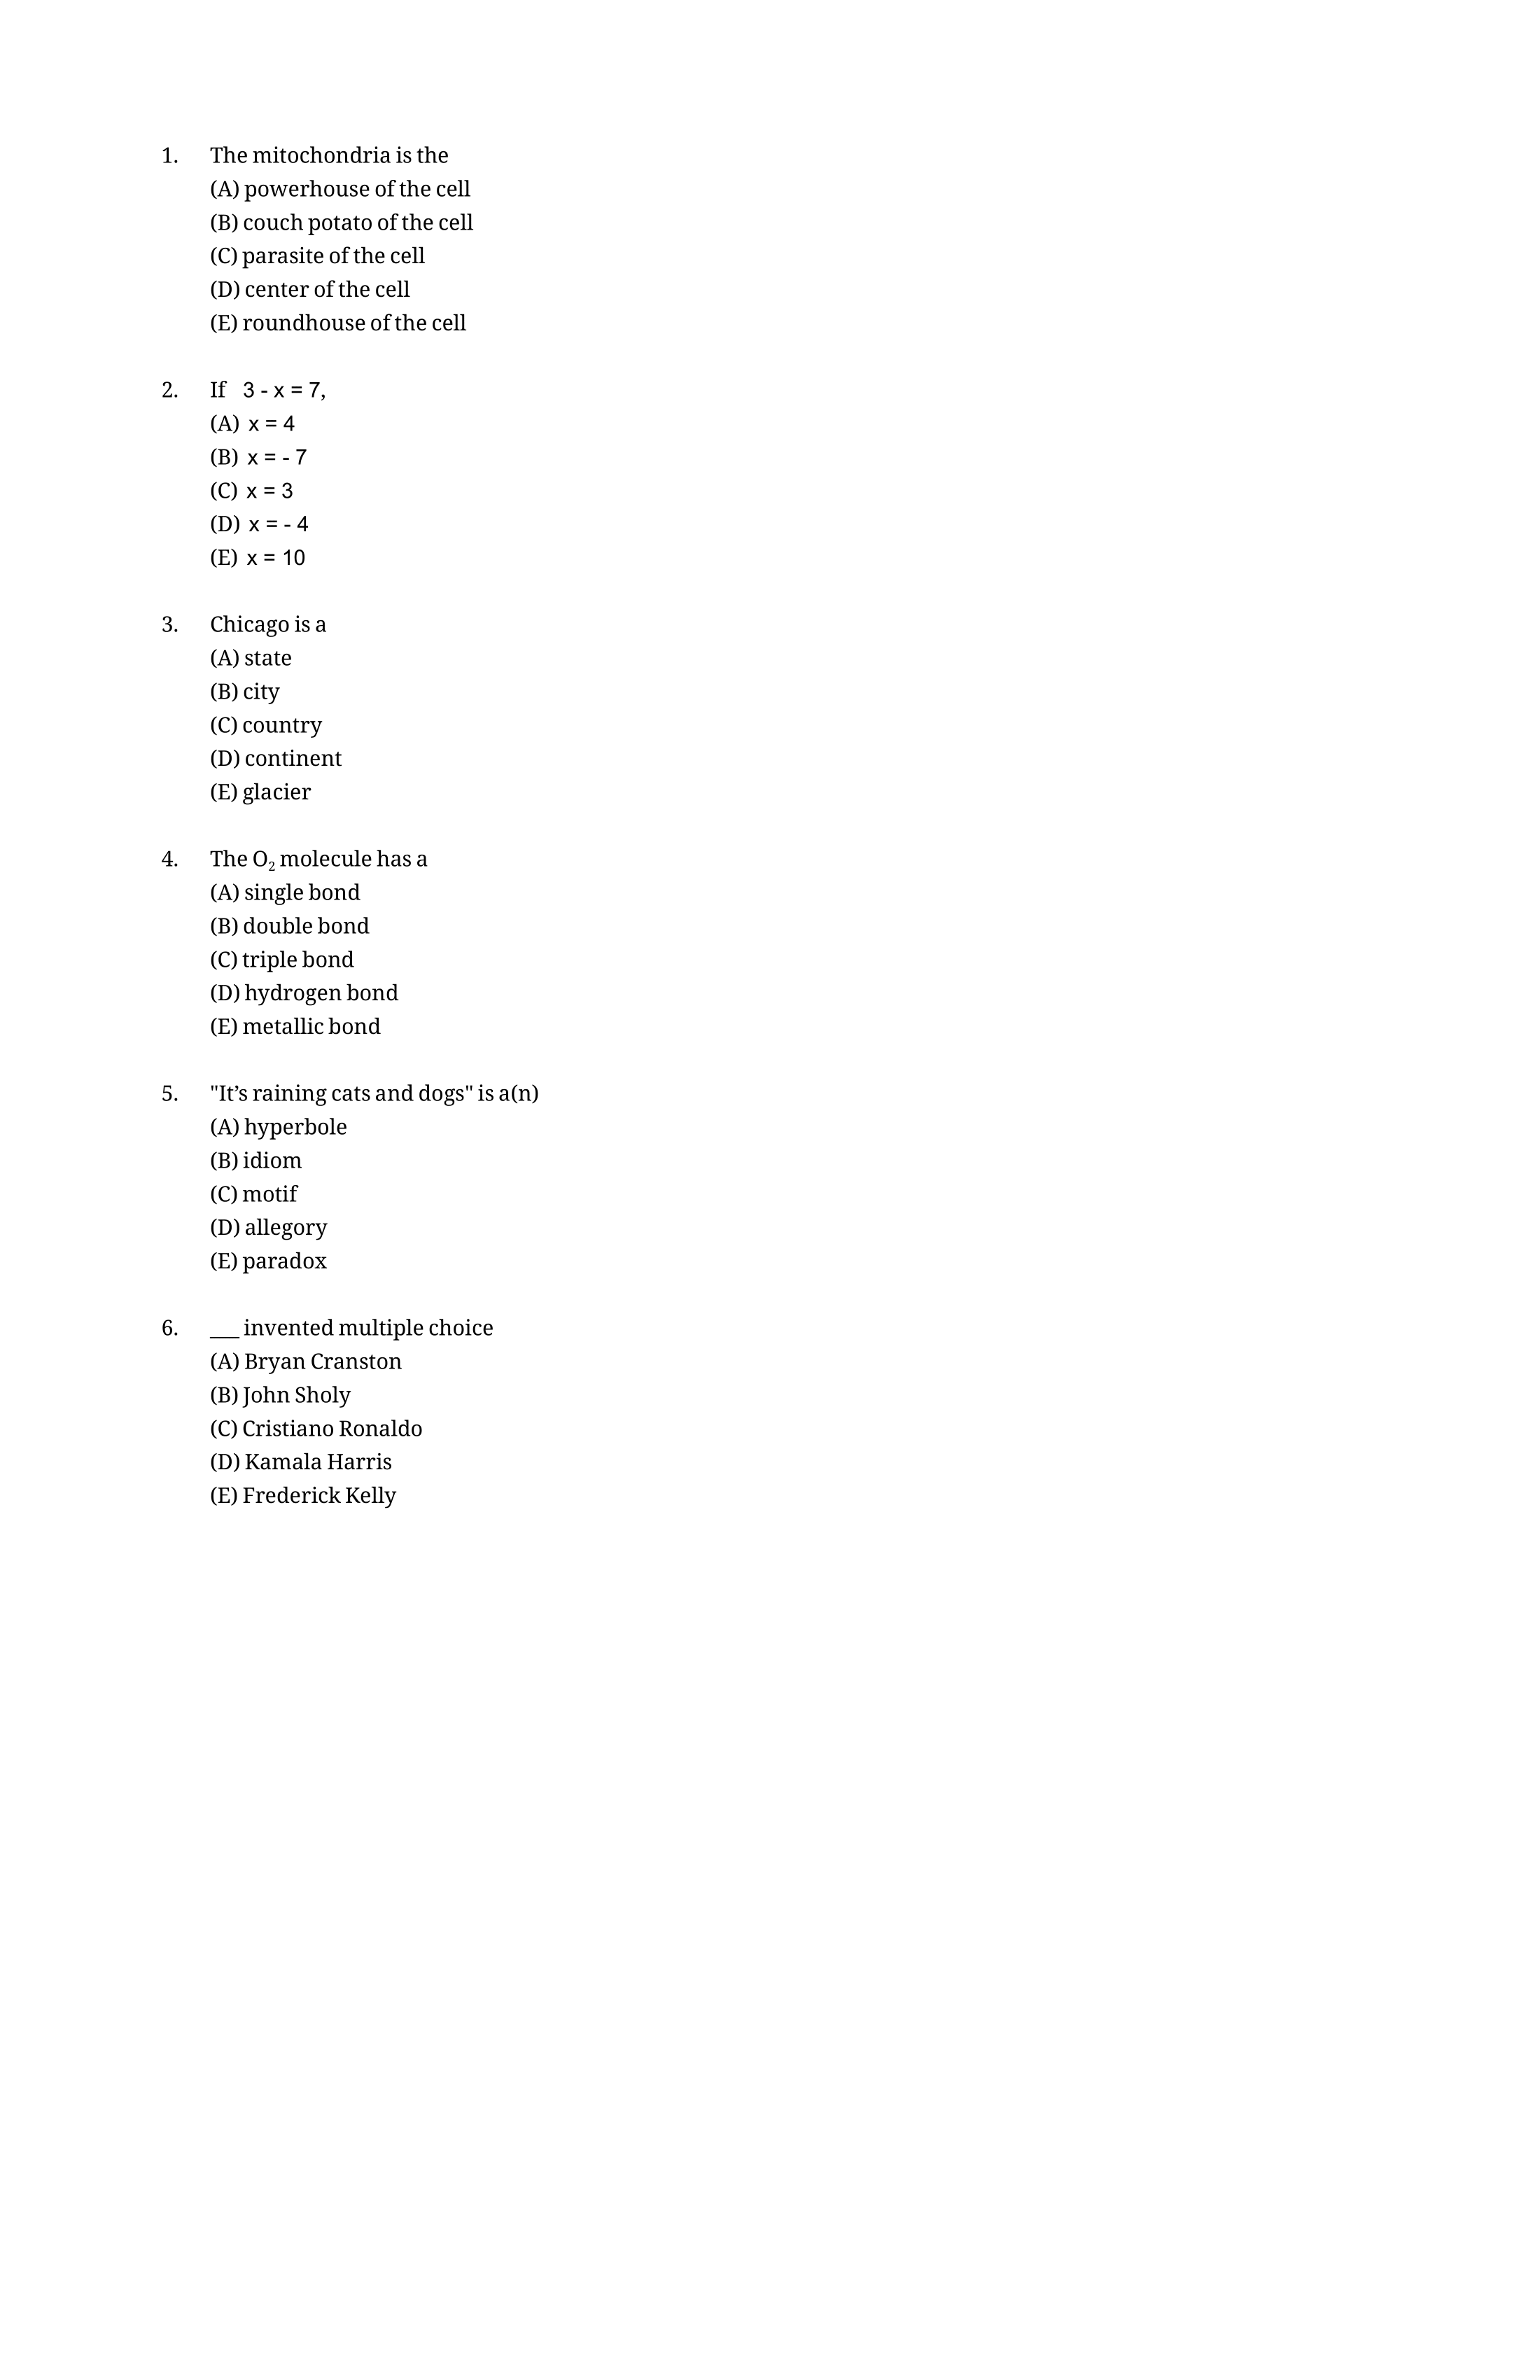 1. The mitochondria is the
(A) powerhouse of the cell
(B) couch potato of the cell
(C) parasite of the cell
(D) center of the cell
(E) roundhouse of the cell
2. If 3 - x = 7,
(A) x = 4
(B) x = - 7
(C) x = 3
(D) x = - 4
(E) x = 10
3. Chicago is a
(A) state
(B) city
(C) country
(D) continent
(E) glacier
4. The O₂ molecule has a
(A) single bond
(B) double bond
(C) triple bond
(D) hydrogen bond
(E) metallic bond
5. "It’s raining cats and dogs" is a(n)
(A) hyperbole
(B) idiom
(C) motif
(D) allegory
(E) paradox
6. ___ invented multiple choice
(A) Bryan Cranston
(B) John Sholy
(C) Cristiano Ronaldo
(D) Kamala Harris
(E) Frederick Kelly